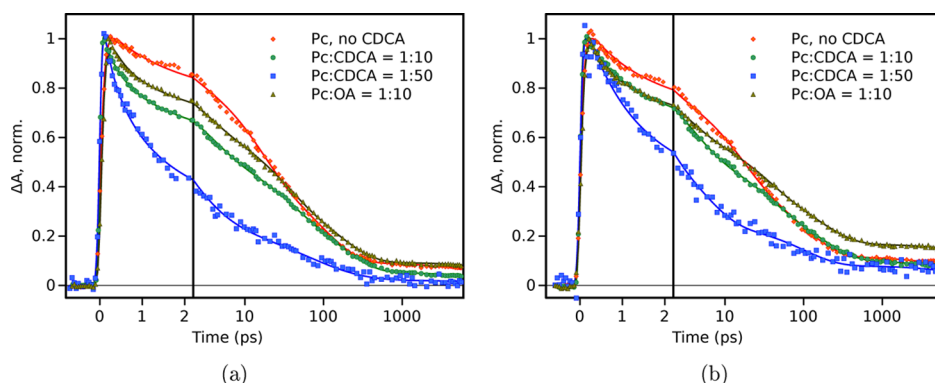 ΔA, norm.
1
0.8
0.6
0.4
0.2
0
Pc, no CDCA
Pc:CDCA = 1:10
Pc:CDCA = 1:50
Pc:OA = 1:10
0 1 2 10 100 1000
Time (ps)
(a)
ΔA, norm.
1
0.8
0.6
0.4
0.2
0
Pc, no CDCA
Pc:CDCA = 1:10
Pc:CDCA = 1:50
Pc:OA = 1:10
0 1 2 10 100 1000
Time (ps)
(b)